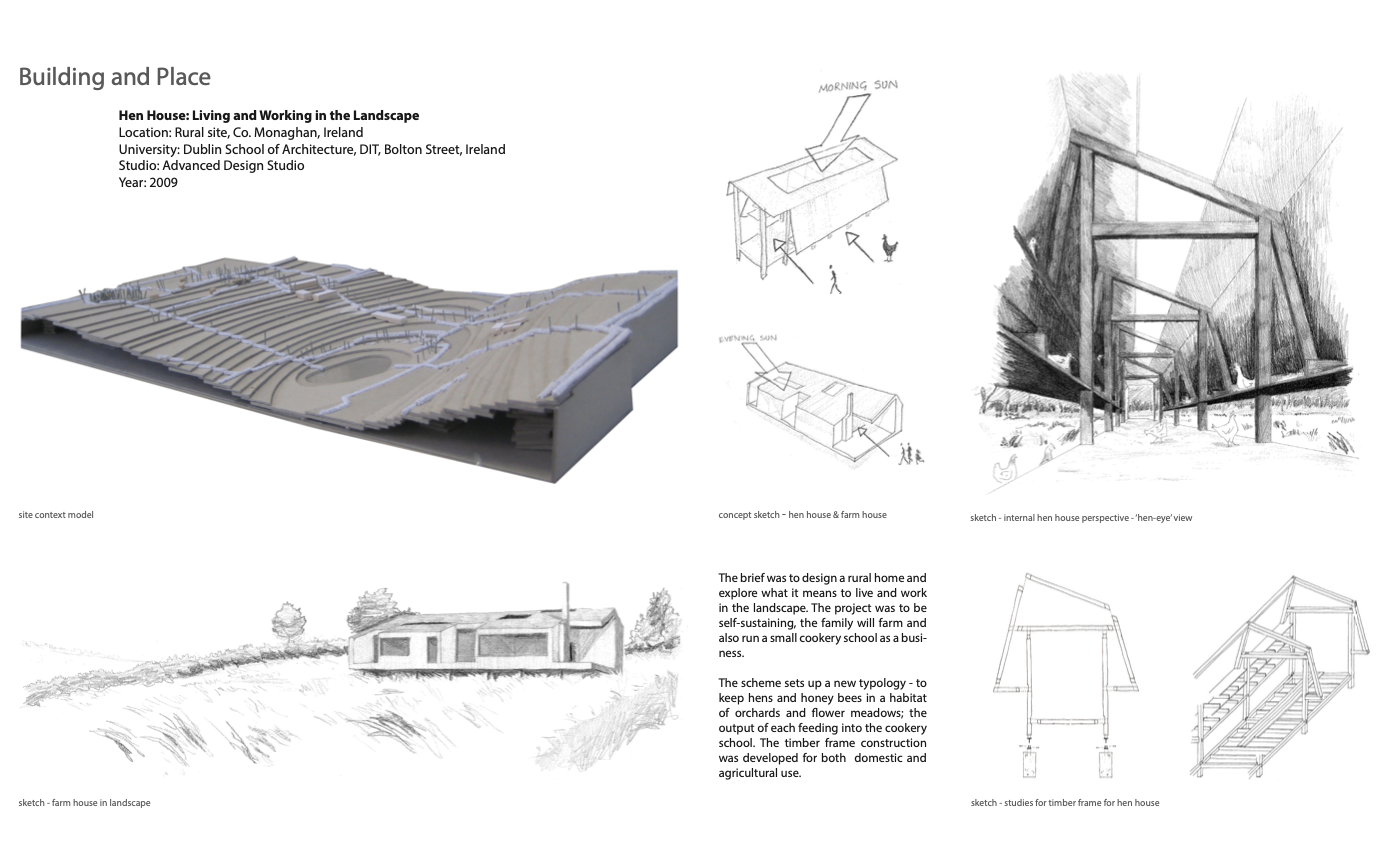 Building and Place
Hen House: Living and Working in the Landscape
Location: Rural site, Co. Monaghan, Ireland
University: Dublin School of Architecture, DIT, Bolton Street, Ireland
Studio: Advanced Design Studio
Year: 2009
site context model
MORNING SUN
EVENING SUN
concept sketch – hen house & farm house
sketch - internal hen house perspective - ‘hen-eye’ view
sketch - farm house in landscape
The brief was to design a rural home and
explore what it means to live and work
in the landscape. The project was to be
self-sustaining, the family will farm and
also run a small cookery school as a busi-
ness.
The scheme sets up a new typology - to
keep hens and honey bees in a habitat
of orchards and flower meadows; the
output of each feeding into the cookery
school. The timber frame construction
was developed for both domestic and
agricultural use.
sketch - studies for timber frame for hen house